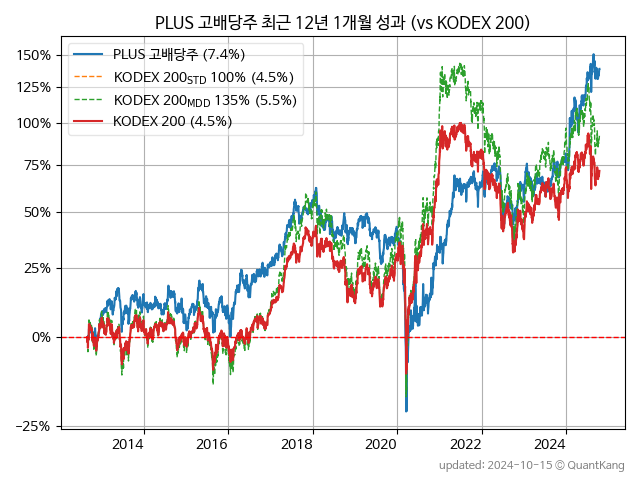 PLUS 고배당주 최근 12년 1개월 성과 (vs KODEX 200)
PLUS 고배당주 (7.4%)
KODEX 200STD 100% (4.5%)
KODEX 200MDD 135% (5.5%)
KODEX 200 (4.5%)
150%
125%
100%
75%
50%
25%
0%
−25%
2014 2016 2018 2020 2022 2024
updated: 2024-10-15 © QuantKang